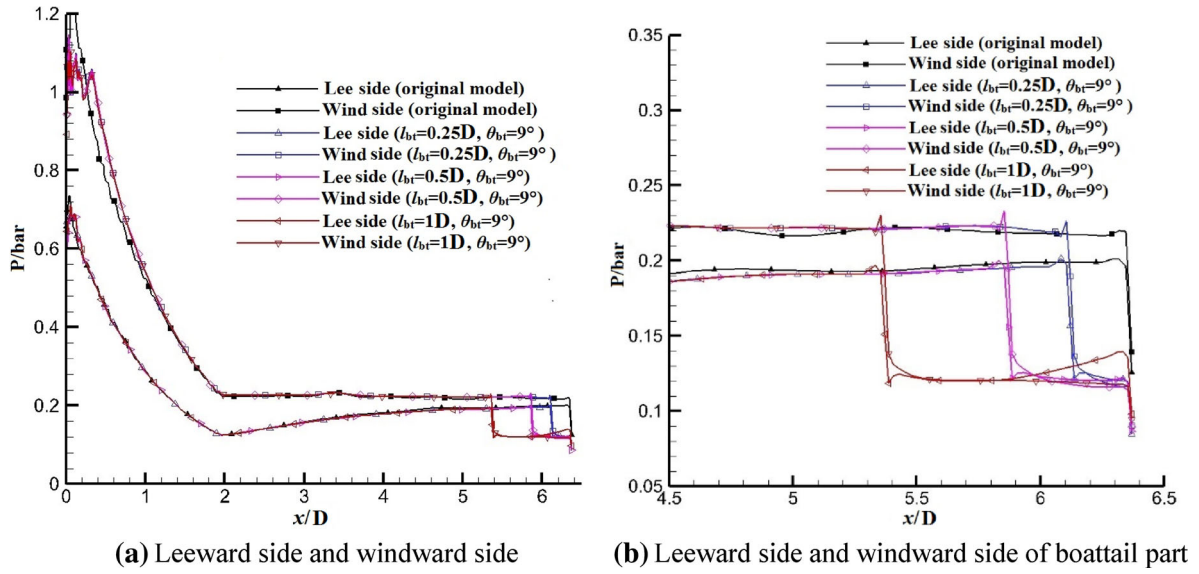 1.2
1
0.8
0.6
0.4
0.2
0
P/bar
0 1 2 3 4 5 6
x/D
Lee side (original model)
Wind side (original model)
Lee side (lbt=0.25D, θbt=9° )
Wind side (lbt=0.25D, θbt=9° )
Lee side (lbt=0.5D, θbt=9°)
Wind side (lbt=0.5D, θbt=9°)
Lee side (lbt=1D, θbt=9°)
Wind side (lbt=1D, θbt=9°)
(a) Leeward side and windward side
0.35
0.3
0.25
0.2
0.15
0.1
0.05
P/bar
4.5 5 5.5 6 6.5
x/D
Lee side (original model)
Wind side (original model)
Lee side (lbt=0.25D, θbt=9°)
Wind side (lbt=0.25D, θbt=9°)
Lee side (lbt=0.5D, θbt=9°)
Wind side (lbt=0.5D, θbt=9°)
Lee side (lbt=1D, θbt=9°)
Wind side (lbt=1D, θbt=9°)
(b) Leeward side and windward side of boattail part